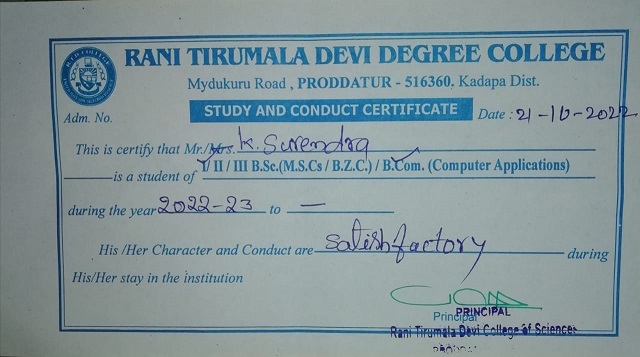 RANI TIRUMALA DEVI DEGREE COLLEGE
Mydukuru Road , PRODDATUR - 516360. Kadapa Dist.
STUDY AND CONDUCT CERTIFICATE
Adm. No.
Date : 21-10-2022
This is certify that Mr./Mrs. K. Surendra
is a student of I/ II / III B.Sc.(M.S.Cs / B.Z.C.) / B.Com. (Computer Applications)
during the year 2022-23 to —
His /Her Character and Conduct are Satishfactory during
His/Her stay in the institution
Principal
PRINCIPAL
Rani Tirumala Devi College of Science